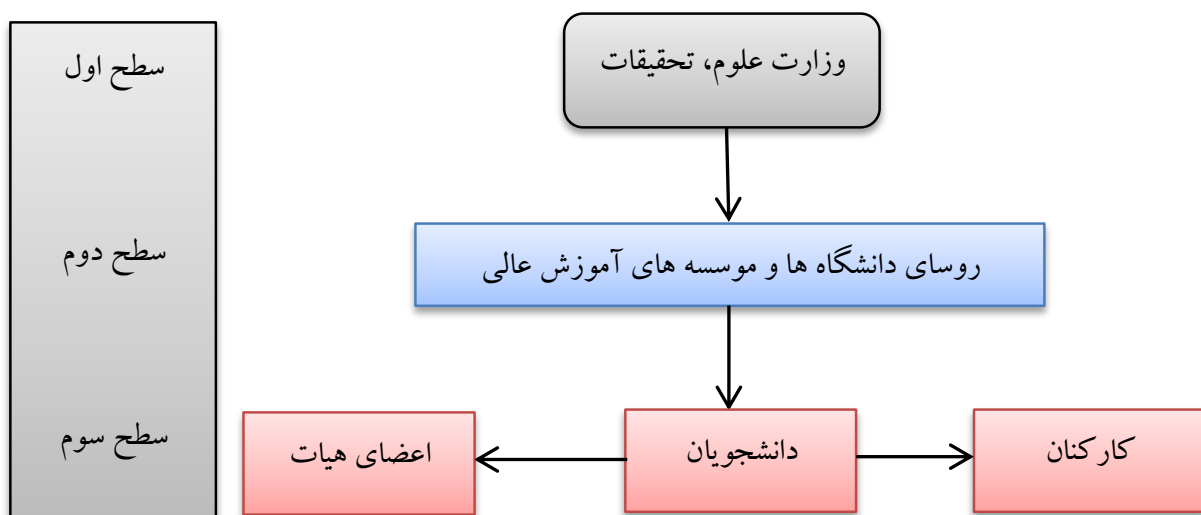 سطح اول
وزارت علوم، تحقیقات
سطح دوم
روسای دانشگاه ها و موسسه های آموزش عالی
سطح سوم
کارکنان
دانشجویان
اعضای هیات